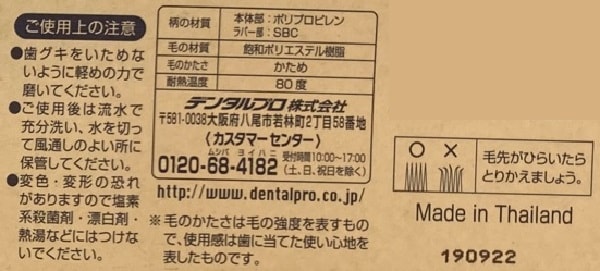 ご使用上の注意
●歯グキをいためな
いように軽めの力で
磨いてください。
●ご使用後は流水で
充分洗い、水を切っ
て風通しのよい所に
保管してください。
●変色・変形の恐れ
がありますので塩素
系殺菌剤・漂白剤・
熱湯などにはつけな
いでください。
柄の材質 本体部：ポリプロピレン
ラバー部：SBC
毛の材質 飽和ポリエステル樹脂
毛のかたさ かため
耐熱温度 80度
デンタルプロ株式会社
〒581-0038大阪府八尾市若林町2丁目58番地
〈カスタマーセンター〉
ムシバ ヨイハニ
0120-68-4182 受付時間10:00〜17:00
(土、日、祝日を除く)
http://www.dentalpro.co.jp/
※毛のかたさは毛の強度を表すもの
で、使用感は歯に当てた使い心地を
表したものです。
○ ×
毛先がひらいたら
とりかえましょう。
Made in Thailand
190922